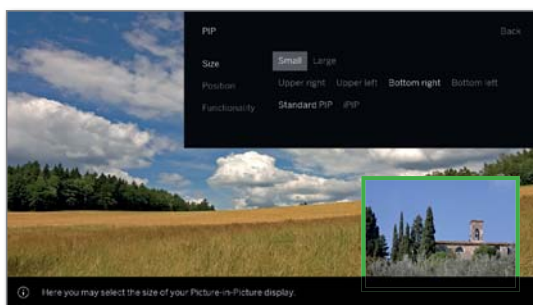 PIP Back
Size Small Large
Position Upper right Upper left Bottom right Bottom left
Functionality Standard PIP iPIP
Here you may select the size of your Picture-in-Picture display.